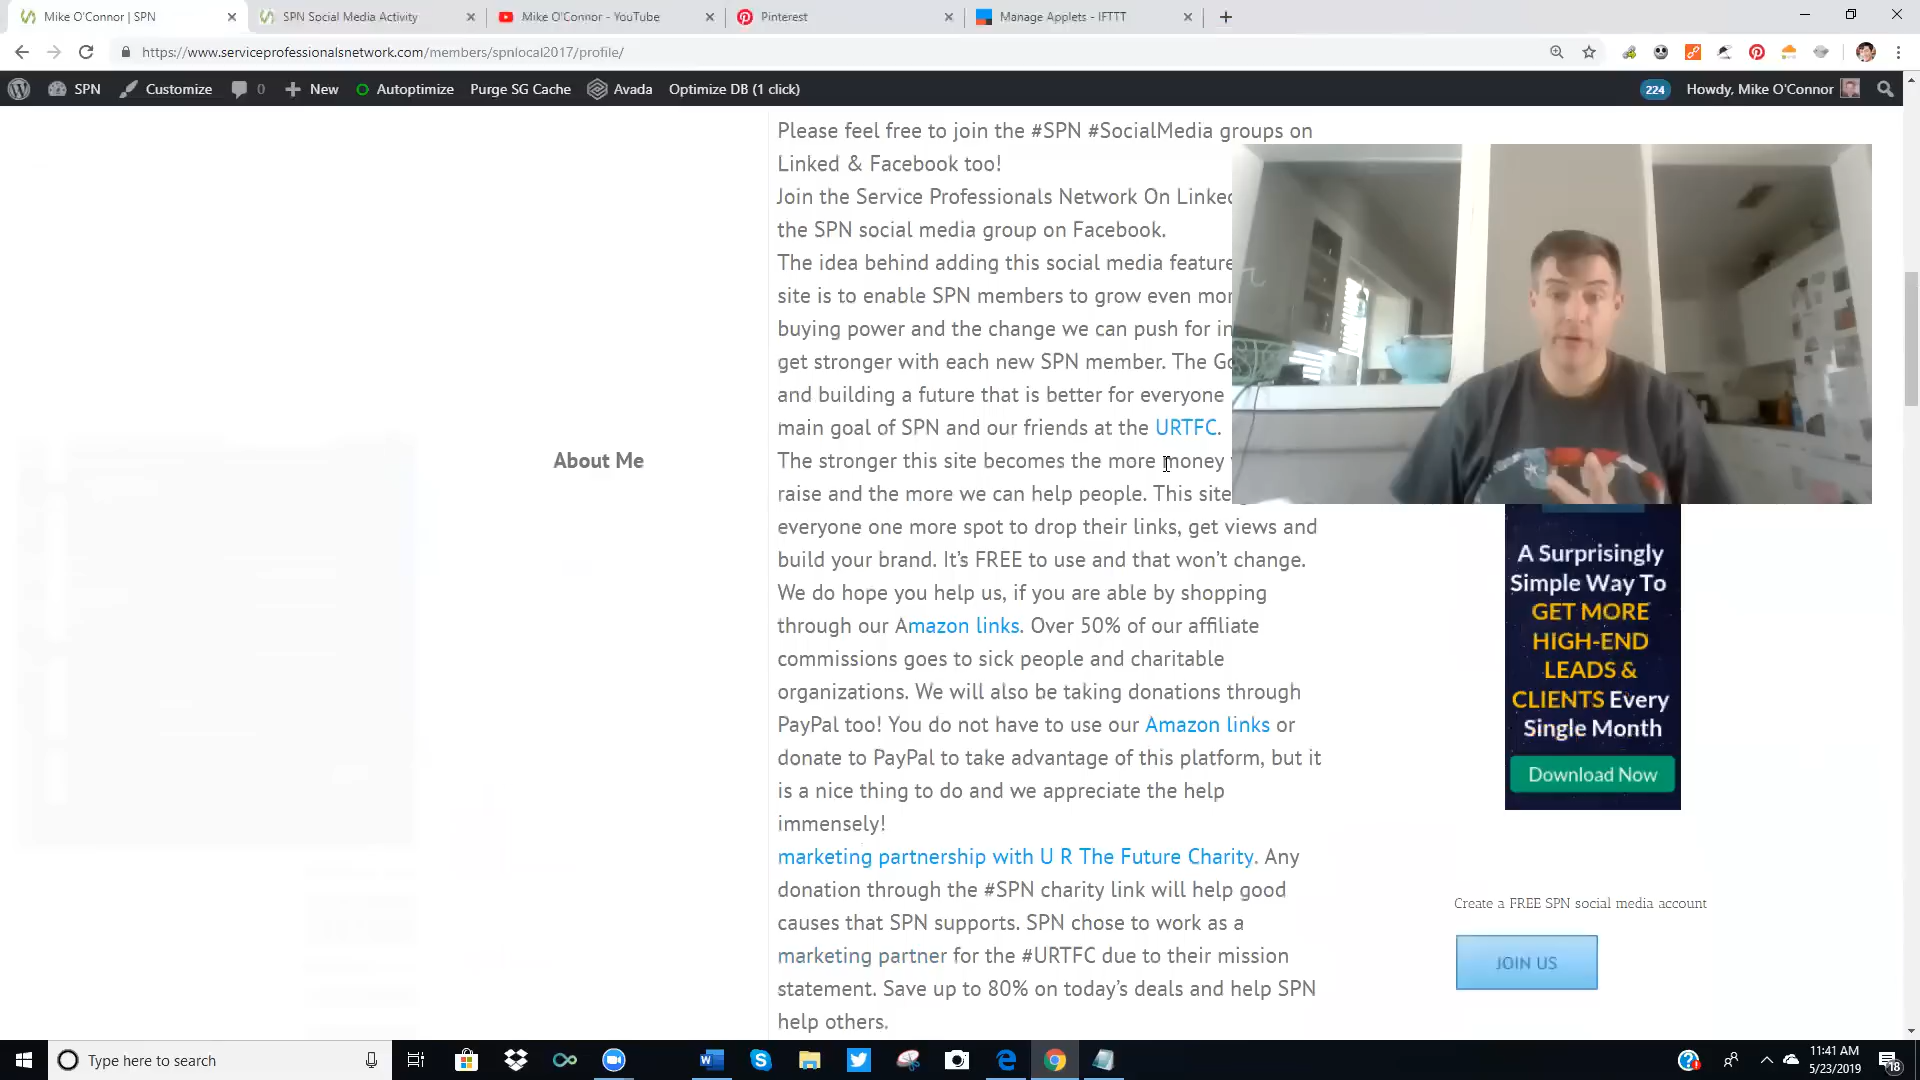 Mike O'Connor | SPN
SPN Social Media Activity
Mike O'Connor - YouTube
Pinterest
Manage Applets - IFTTT
https://www.serviceprofessionalsnetwork.com/members/spnlocal2017/profile/
SPN
Customize
0
New
Autoptimize
Purge SG Cache
Avada
Optimize DB (1 click)
224
Howdy, Mike O'Connor
Please feel free to join the #SPN #SocialMedia groups on
Linked & Facebook too!
Join the Service Professionals Network On Linked
the SPN social media group on Facebook.
The idea behind adding this social media feature
site is to enable SPN members to grow even mor
buying power and the change we can push for in
get stronger with each new SPN member. The Go
and building a future that is better for everyone
main goal of SPN and our friends at the URTFC.
About Me
The stronger this site becomes the more money
raise and the more we can help people. This site
everyone one more spot to drop their links, get views and
build your brand. It's FREE to use and that won't change.
We do hope you help us, if you are able by shopping
through our Amazon links. Over 50% of our affiliate
commissions goes to sick people and charitable
organizations. We will also be taking donations through
PayPal too! You do not have to use our Amazon links or
donate to PayPal to take advantage of this platform, but it
is a nice thing to do and we appreciate the help
immensely!
marketing partnership with U R The Future Charity. Any
donation through the #SPN charity link will help good
causes that SPN supports. SPN chose to work as a
marketing partner for the #URTFC due to their mission
statement. Save up to 80% on today's deals and help SPN
help others.
A Surprisingly
Simple Way To
GET MORE
HIGH-END
LEADS &
CLIENTS Every
Single Month
Download Now
Create a FREE SPN social media account
JOIN US
Type here to search
11:41 AM
5/23/2019
18